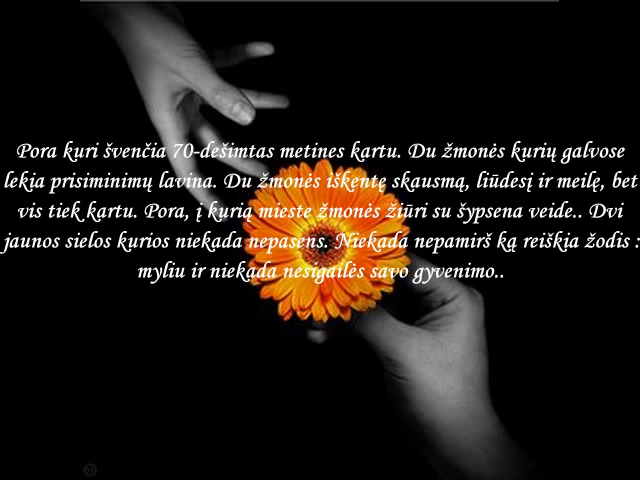 Pora kuri švenčia 70-dešimtas metines kartu. Du žmonės kurių galvose
lekia prisiminimų lavina. Du žmonės iškentę skausmą, liūdesį ir meilę, bet
vis tiek kartu. Pora, į kurią mieste žmonės žiūri su šypsena veide.. Dvi
jaunos sielos kurios niekada nepasens. Niekada nepamirš ką reiškia žodis :
myliu ir niekada nesigailės savo gyvenimo..